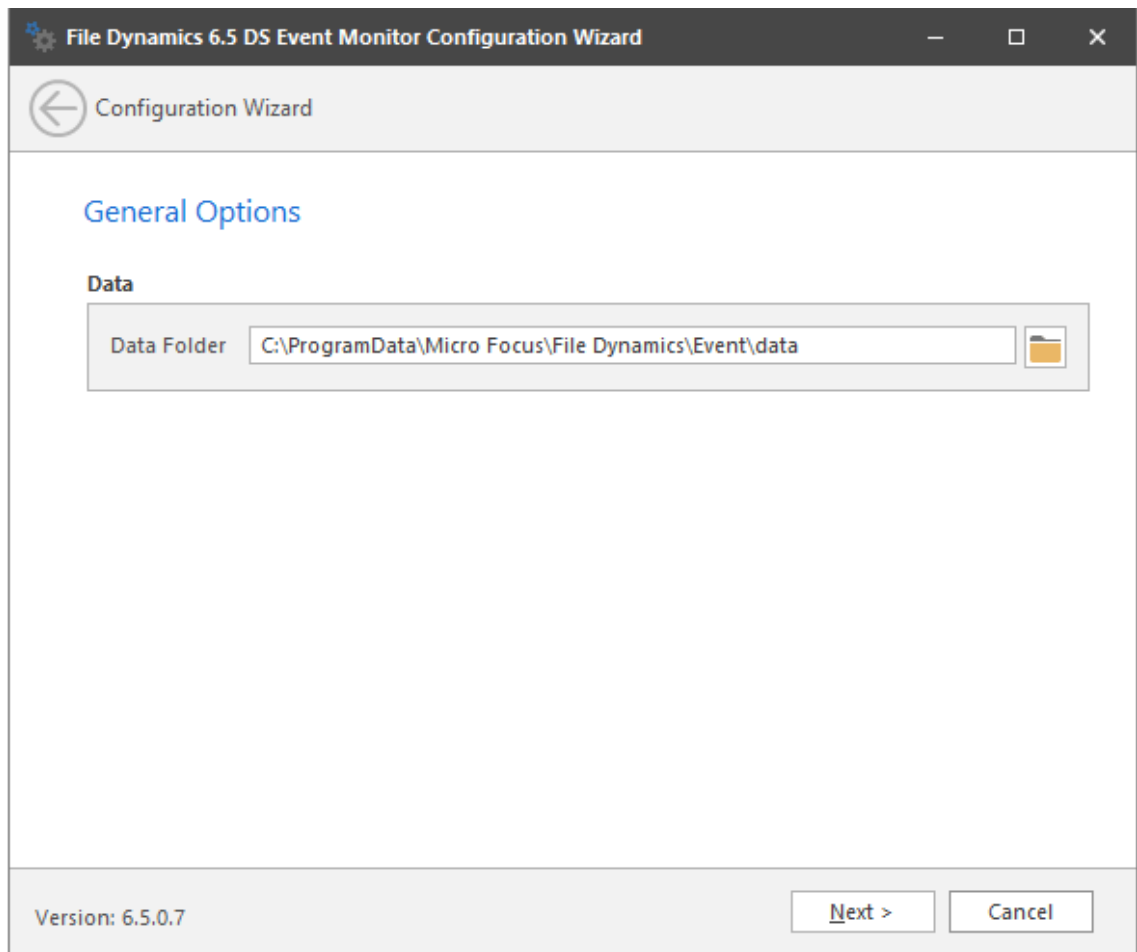 File Dynamics 6.5 DS Event Monitor Configuration Wizard
Configuration Wizard
General Options
Data
Data Folder C:\ProgramData\Micro Focus\File Dynamics\Event\data
Version: 6.5.0.7 Next > Cancel